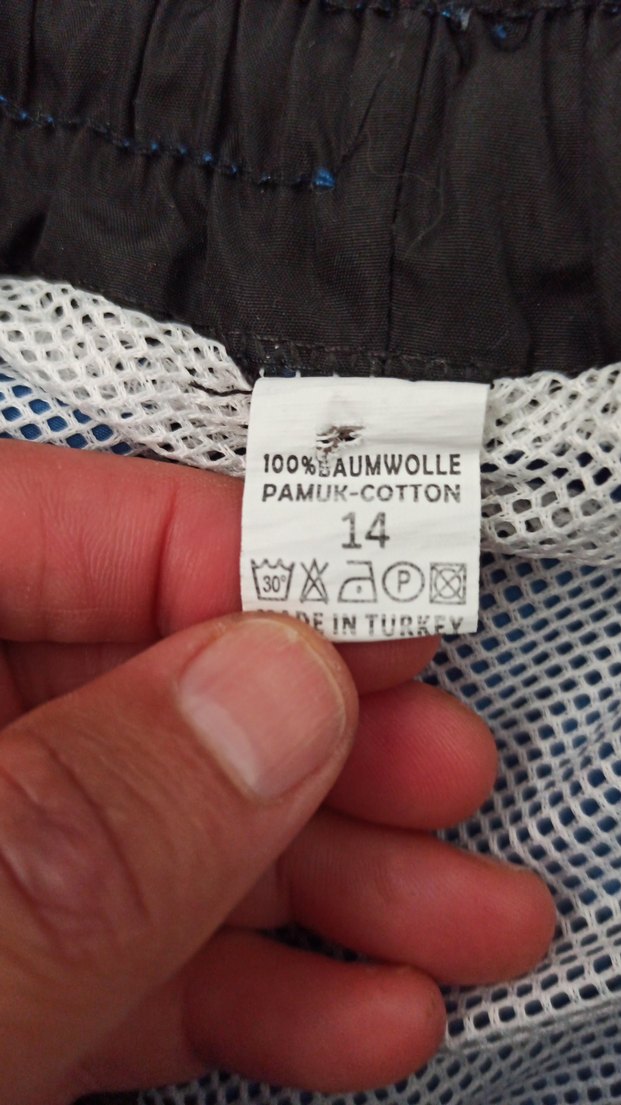 100% BAUMWOLLE
PAMUK-COTTON
14
30° P
MADE IN TURKEY